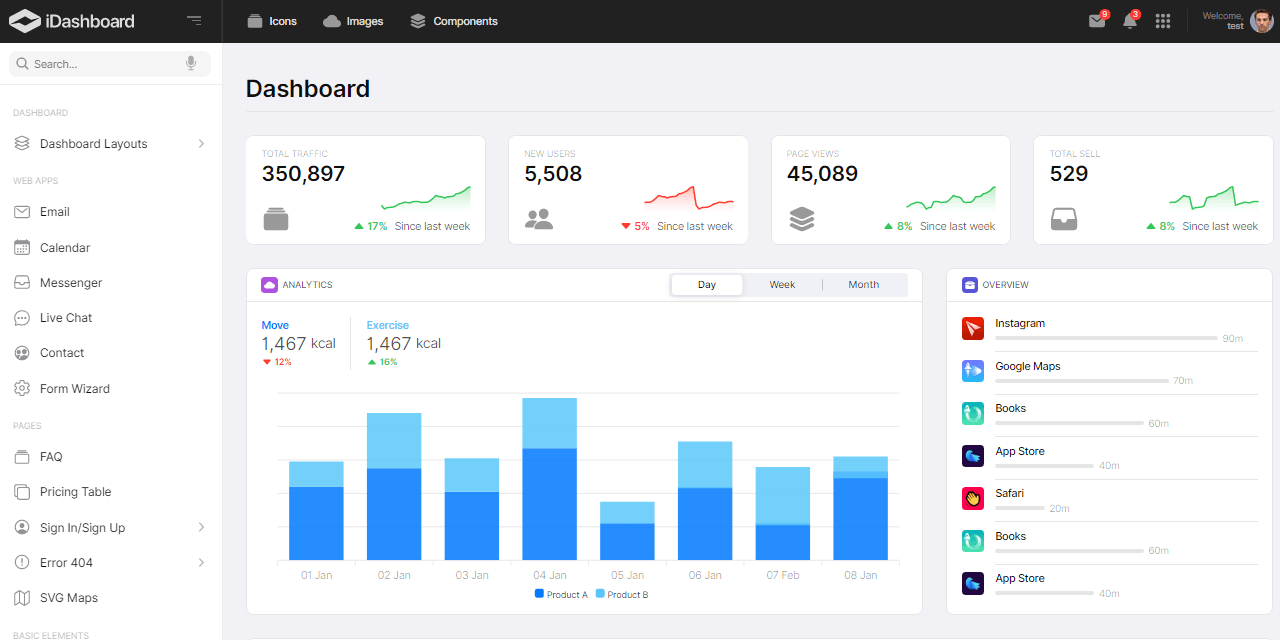 iDashboard
Icons
Images
Components
9
3
Welcome,
test
Search...
DASHBOARD
Dashboard Layouts
WEB APPS
Email
Calendar
Messenger
Live Chat
Contact
Form Wizard
PAGES
FAQ
Pricing Table
Sign In/Sign Up
Error 404
SVG Maps
BASIC ELEMENTS
Dashboard
TOTAL TRAFFIC
350,897
17% Since last week
NEW USERS
5,508
5% Since last week
PAGE VIEWS
45,089
8% Since last week
TOTAL SELL
529
8% Since last week
ANALYTICS
Day
Week
Month
Move
1,467 kcal
12%
Exercise
1,467 kcal
16%
01 Jan
02 Jan
03 Jan
04 Jan
05 Jan
06 Jan
07 Feb
08 Jan
Product A
Product B
OVERVIEW
Instagram
90m
Google Maps
70m
Books
60m
App Store
40m
Safari
20m
Books
60m
App Store
40m